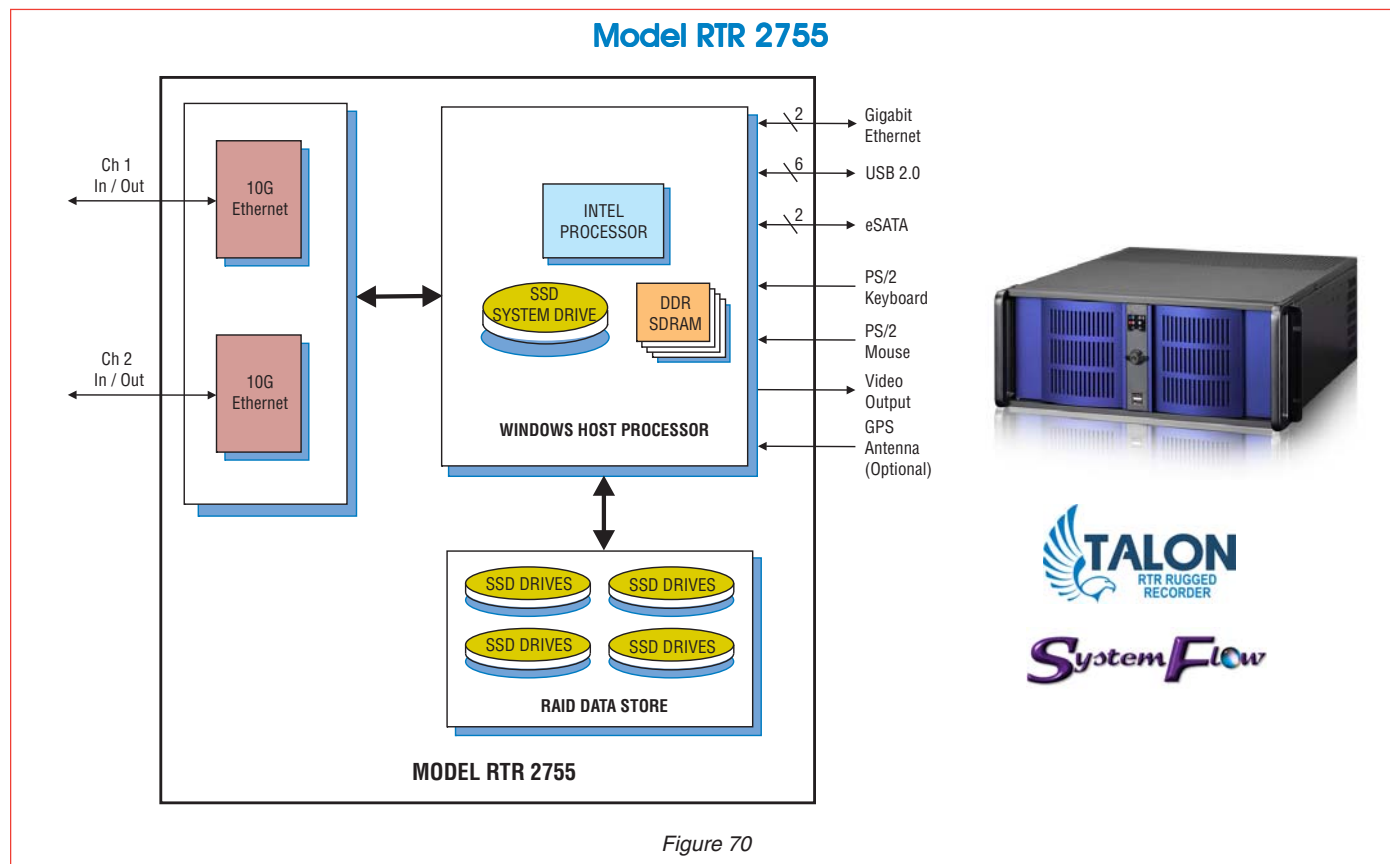 Model RTR 2755
Ch 1
In / Out
10G
Ethernet
Ch 2
In / Out
10G
Ethernet
INTEL
PROCESSOR
SSD
SYSTEM DRIVE
DDR
SDRAM
WINDOWS HOST PROCESSOR
2
Gigabit
Ethernet
6
USB 2.0
2
eSATA
PS/2
Keyboard
PS/2
Mouse
Video
Output
GPS
Antenna
(Optional)
SSD DRIVES
SSD DRIVES
SSD DRIVES
SSD DRIVES
RAID DATA STORE
MODEL RTR 2755
TALON
RTR RUGGED
RECORDER
SystemFlow
Figure 70